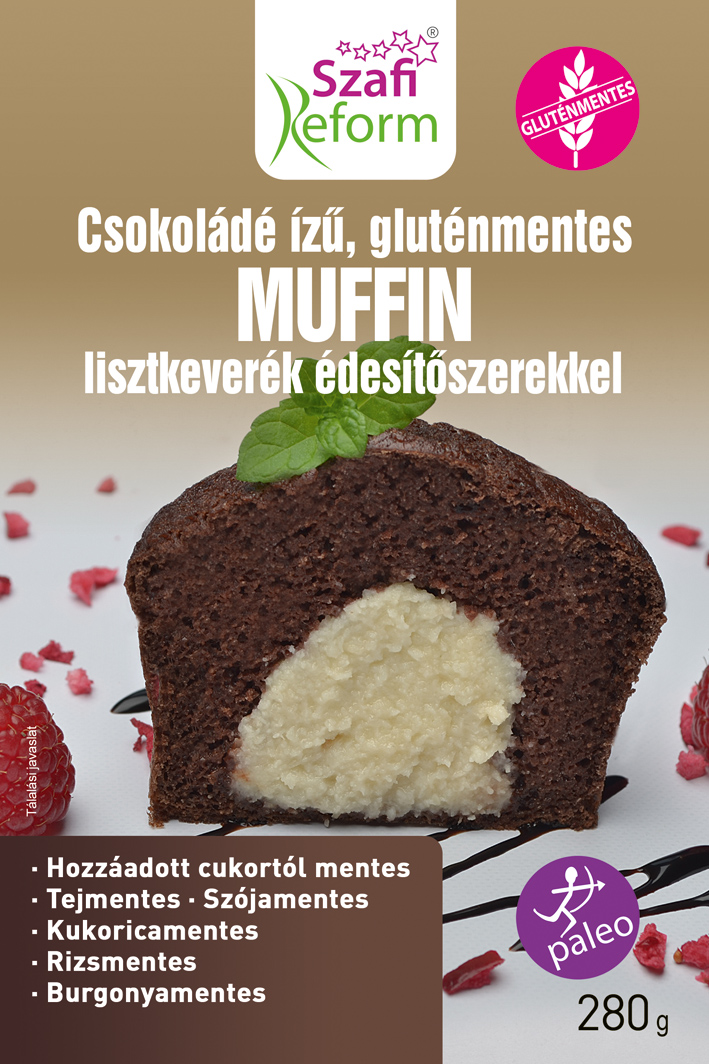 Szafi
®
Reform
GLUTÉNMENTES
Csokoládé ízű, gluténmentes
MUFFIN
lisztkeverék édesítőszerekkel
Tálalási javaslat
· Hozzáadott cukortól mentes
· Tejmentes · Szójamentes
· Kukoricamentes
· Rizsmentes
· Burgonyamentes
paleo
280 g